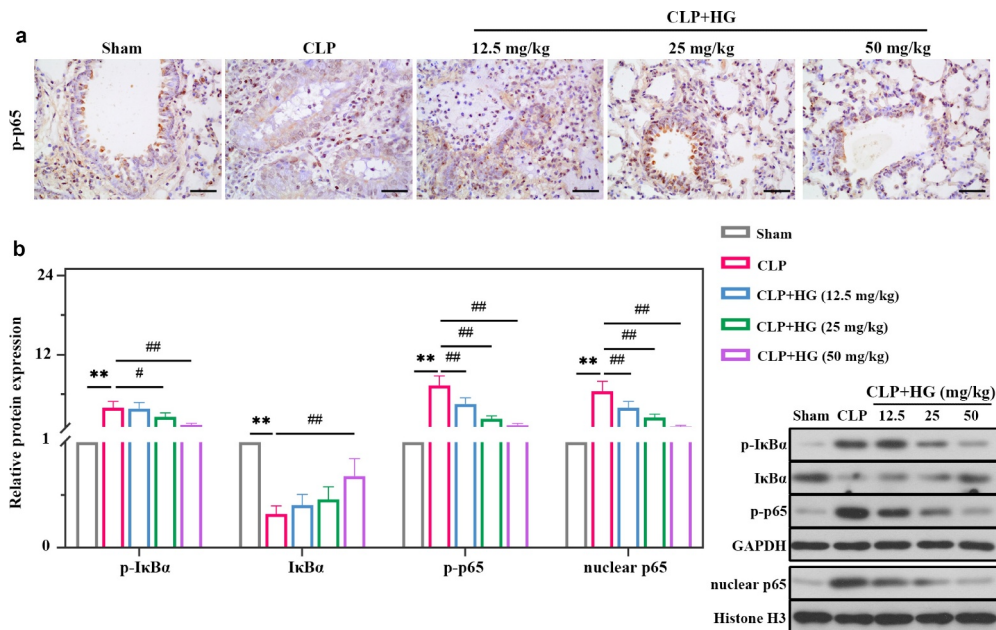 a
CLP+HG
Sham
CLP
12.5 mg/kg
25 mg/kg
50 mg/kg
p-p65
b
Sham
CLP
CLP+HG (12.5 mg/kg)
CLP+HG (25 mg/kg)
CLP+HG (50 mg/kg)
Relative protein expression
24
12
1
0
** # ##
** ##
** ## ## ##
** ## ## ##
p-IκBα
IκBα
p-p65
nuclear p65
CLP+HG (mg/kg)
Sham CLP 12.5 25 50
p-IκBα
IκBα
p-p65
GAPDH
nuclear p65
Histone H3